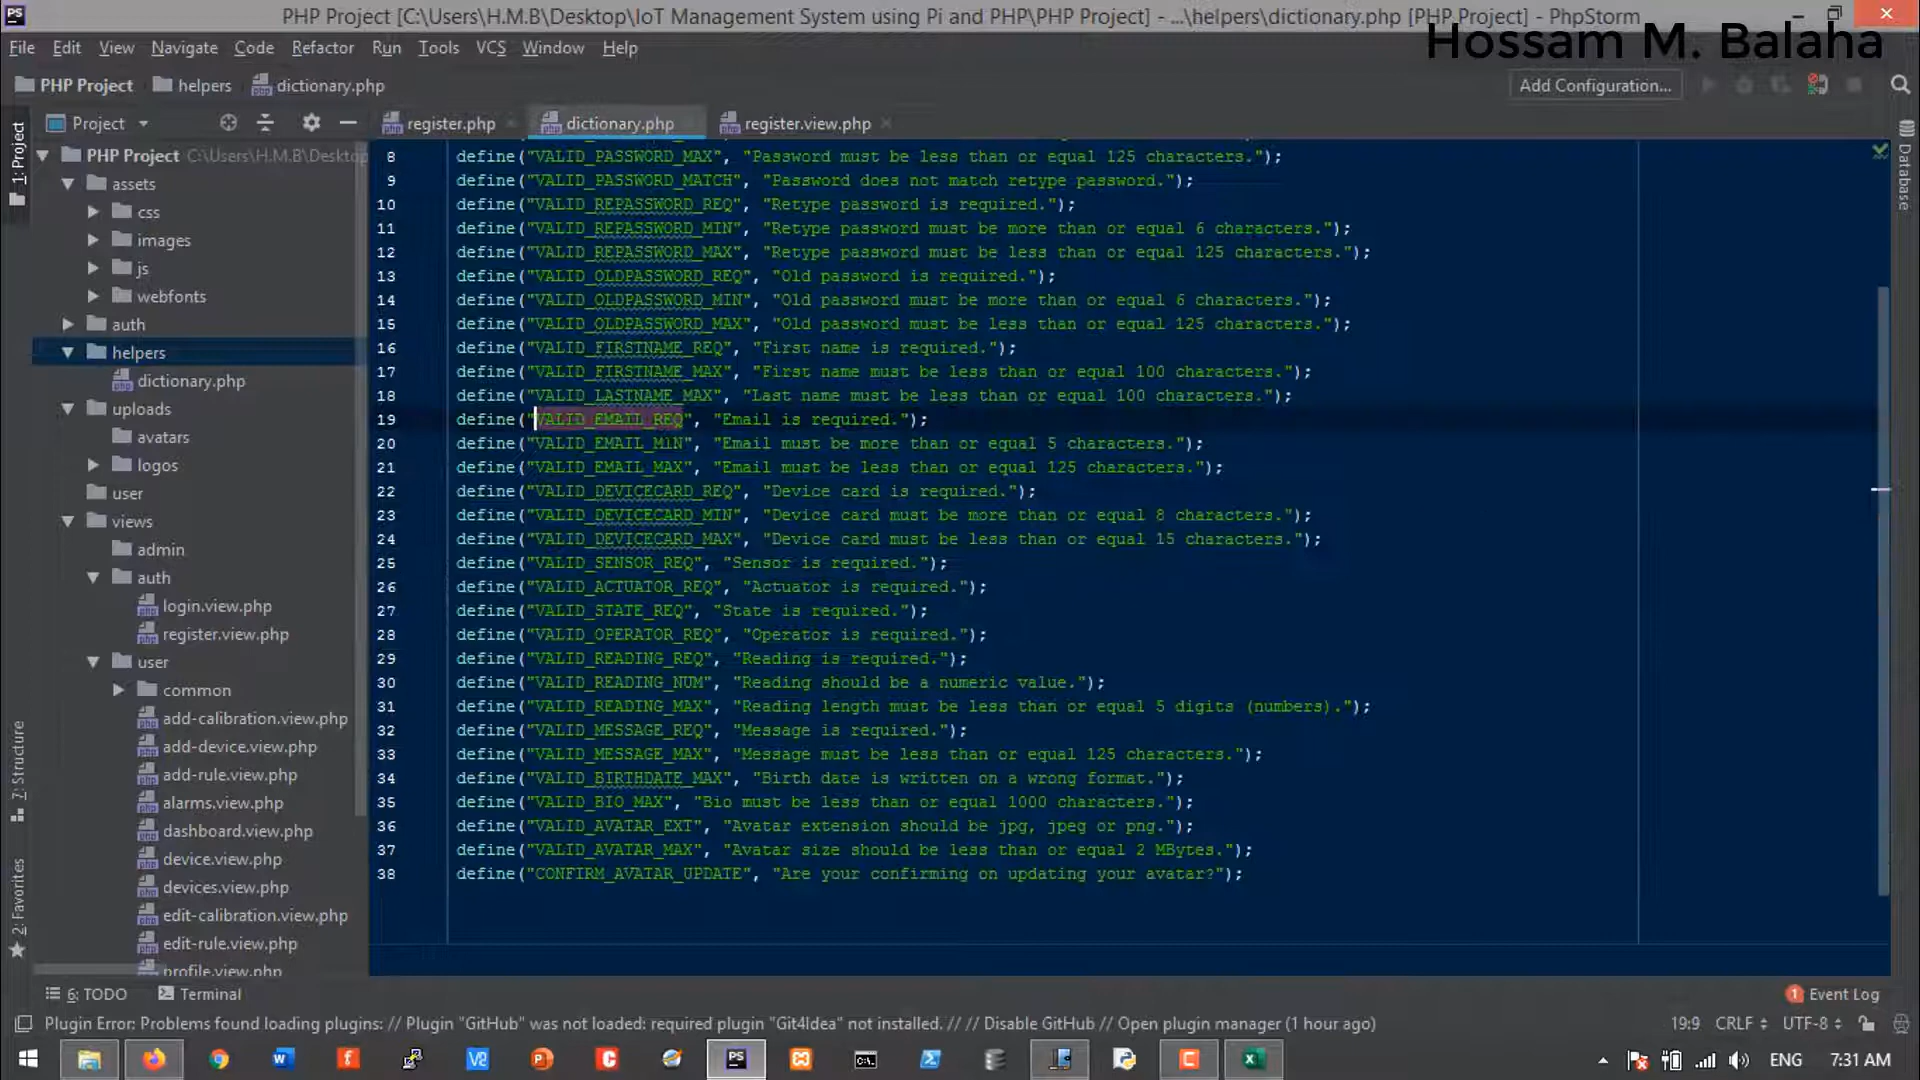 PHP Project [C:\Users\H.M.B\Desktop\IoT Management System using Pi and PHP\PHP Project] - ...\helpers\dictionary.php [PHP Project] - PhpStorm
Hossam M. Balaha
File Edit View Navigate Code Refactor Run Tools VCS Window Help
PHP Project helpers dictionary.php Add Configuration...
Project register.php dictionary.php register.view.php
1: Project
7: Structure
2: Favorites
Database
PHP Project C:\Users\H.M.B\Desktop
assets
css
images
js
webfonts
auth
helpers
dictionary.php
uploads
avatars
logos
user
views
admin
auth
login.view.php
register.view.php
user
common
add-calibration.view.php
add-device.view.php
add-rule.view.php
alarms.view.php
dashboard.view.php
device.view.php
devices.view.php
edit-calibration.view.php
edit-rule.view.php
profile.view.php
8 define("VALID_PASSWORD_MAX", "Password must be less than or equal 125 characters.");
9 define("VALID_PASSWORD_MATCH", "Password does not match retype password.");
10 define("VALID_REPASSWORD_REQ", "Retype password is required.");
11 define("VALID_REPASSWORD_MIN", "Retype password must be more than or equal 6 characters.");
12 define("VALID_REPASSWORD_MAX", "Retype password must be less than or equal 125 characters.");
13 define("VALID_OLDPASSWORD_REQ", "Old password is required.");
14 define("VALID_OLDPASSWORD_MIN", "Old password must be more than or equal 6 characters.");
15 define("VALID_OLDPASSWORD_MAX", "Old password must be less than or equal 125 characters.");
16 define("VALID_FIRSTNAME_REQ", "First name is required.");
17 define("VALID_FIRSTNAME_MAX", "First name must be less than or equal 100 characters.");
18 define("VALID_LASTNAME_MAX", "Last name must be less than or equal 100 characters.");
19 define("VALID_EMAIL_REQ", "Email is required.");
20 define("VALID_EMAIL_MIN", "Email must be more than or equal 5 characters.");
21 define("VALID_EMAIL_MAX", "Email must be less than or equal 125 characters.");
22 define("VALID_DEVICECARD_REQ", "Device card is required.");
23 define("VALID_DEVICECARD_MIN", "Device card must be more than or equal 8 characters.");
24 define("VALID_DEVICECARD_MAX", "Device card must be less than or equal 15 characters.");
25 define("VALID_SENSOR_REQ", "Sensor is required.");
26 define("VALID_ACTUATOR_REQ", "Actuator is required.");
27 define("VALID_STATE_REQ", "State is required.");
28 define("VALID_OPERATOR_REQ", "Operator is required.");
29 define("VALID_READING_REQ", "Reading is required.");
30 define("VALID_READING_NUM", "Reading should be a numeric value.");
31 define("VALID_READING_MAX", "Reading length must be less than or equal 5 digits (numbers).");
32 define("VALID_MESSAGE_REQ", "Message is required.");
33 define("VALID_MESSAGE_MAX", "Message must be less than or equal 125 characters.");
34 define("VALID_BIRTHDATE_MAX", "Birth date is written on a wrong format.");
35 define("VALID_BIO_MAX", "Bio must be less than or equal 1000 characters.");
36 define("VALID_AVATAR_EXT", "Avatar extension should be jpg, jpeg or png.");
37 define("VALID_AVATAR_MAX", "Avatar size should be less than or equal 2 MBytes.");
38 define("CONFIRM_AVATAR_UPDATE", "Are your confirming on updating your avatar?");
6: TODO Terminal 1 Event Log
Plugin Error: Problems found loading plugins: // Plugin "GitHub" was not loaded: required plugin "Git4Idea" not installed. // // Disable GitHub // Open plugin manager (1 hour ago) 19:9 CRLF UTF-8
ENG 7:31 AM